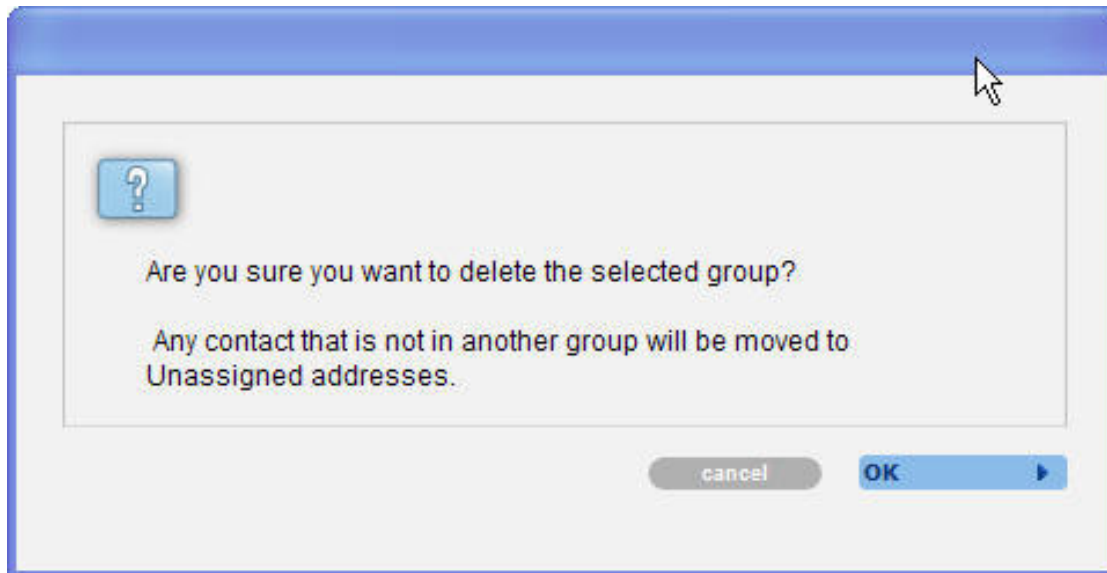 ?
Are you sure you want to delete the selected group?
Any contact that is not in another group will be moved to
Unassigned addresses.
cancel
OK